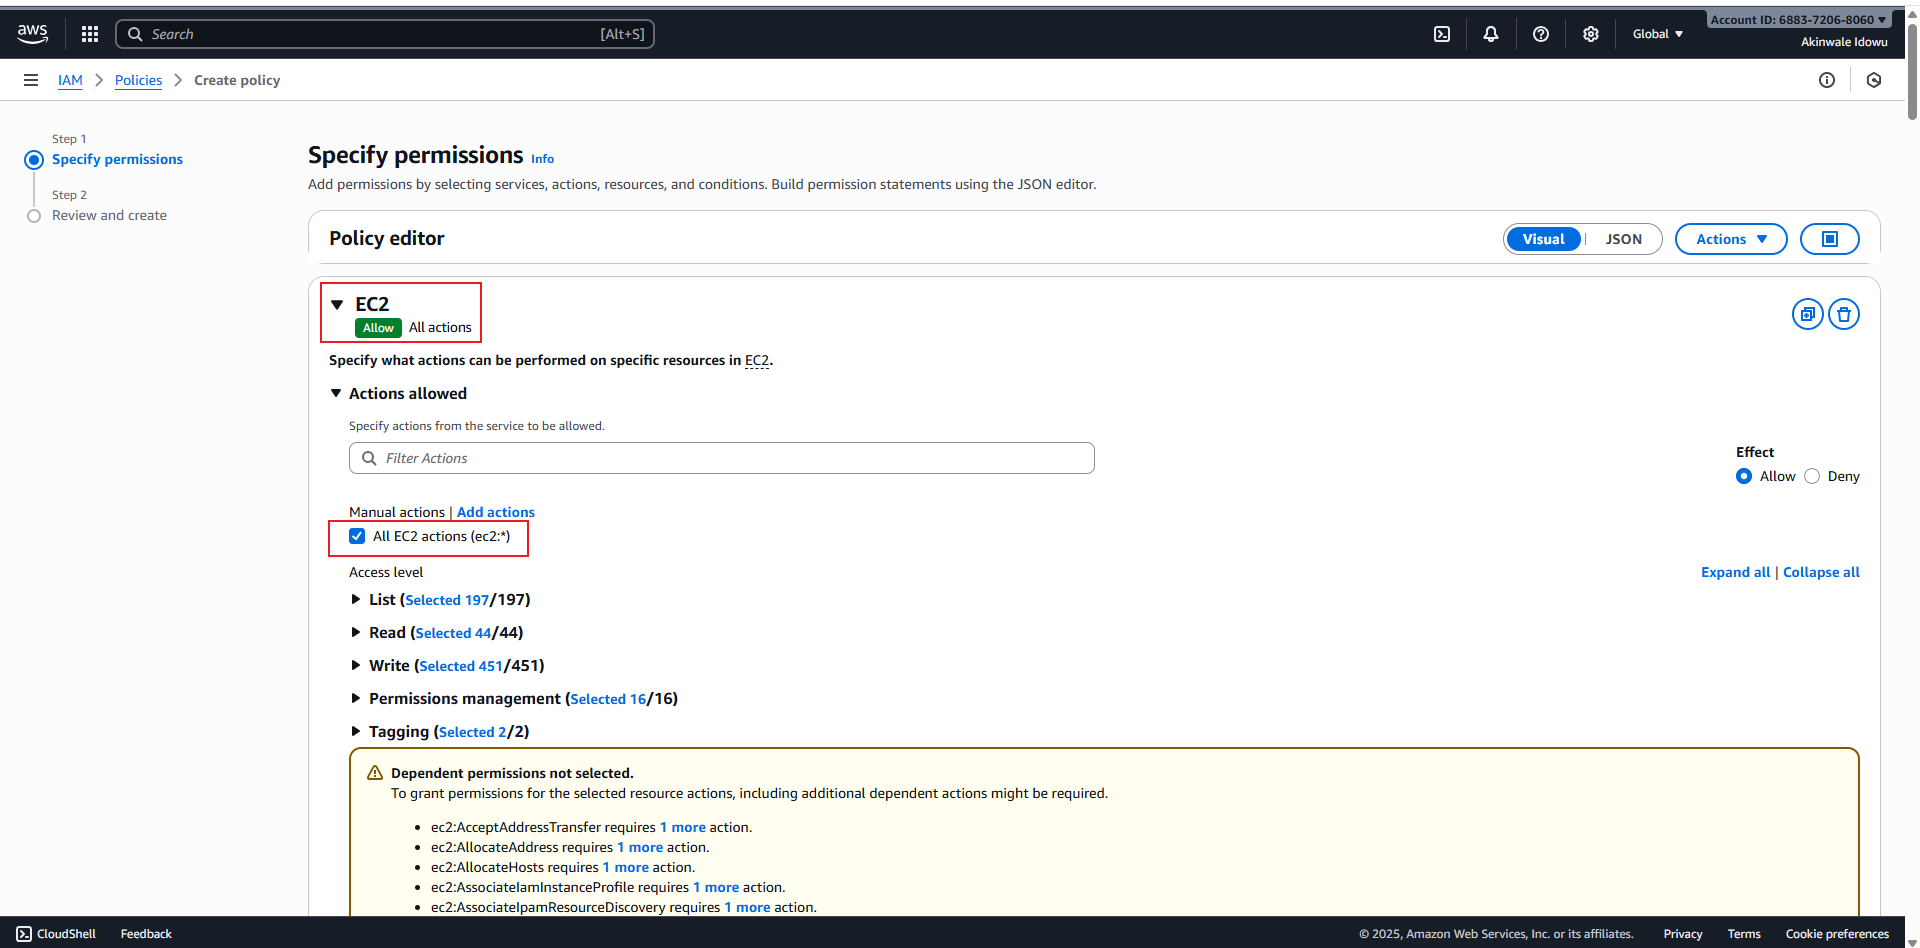 aws
Search [Alt+S]
Global
Account ID: 6883-7206-8060
Akinwale Idowu
IAM
Policies
Create policy
Step 1
Specify permissions
Step 2
Review and create
Specify permissions Info
Add permissions by selecting services, actions, resources, and conditions. Build permission statements using the JSON editor.
Policy editor
Visual
JSON
Actions
EC2
Allow All actions
Specify what actions can be performed on specific resources in EC2.
Actions allowed
Specify actions from the service to be allowed.
Filter Actions
Effect
Allow Deny
Manual actions | Add actions
All EC2 actions (ec2:*)
Access level
Expand all | Collapse all
List (Selected 197/197)
Read (Selected 44/44)
Write (Selected 451/451)
Permissions management (Selected 16/16)
Tagging (Selected 2/2)
Dependent permissions not selected.
To grant permissions for the selected resource actions, including additional dependent actions might be required.
• ec2:AcceptAddressTransfer requires 1 more action.
• ec2:AllocateAddress requires 1 more action.
• ec2:AllocateHosts requires 1 more action.
• ec2:AssociateIamInstanceProfile requires 1 more action.
• ec2:AssociateIpamResourceDiscovery requires 1 more action.
CloudShell
Feedback
© 2025, Amazon Web Services, Inc. or its affiliates.
Privacy
Terms
Cookie preferences